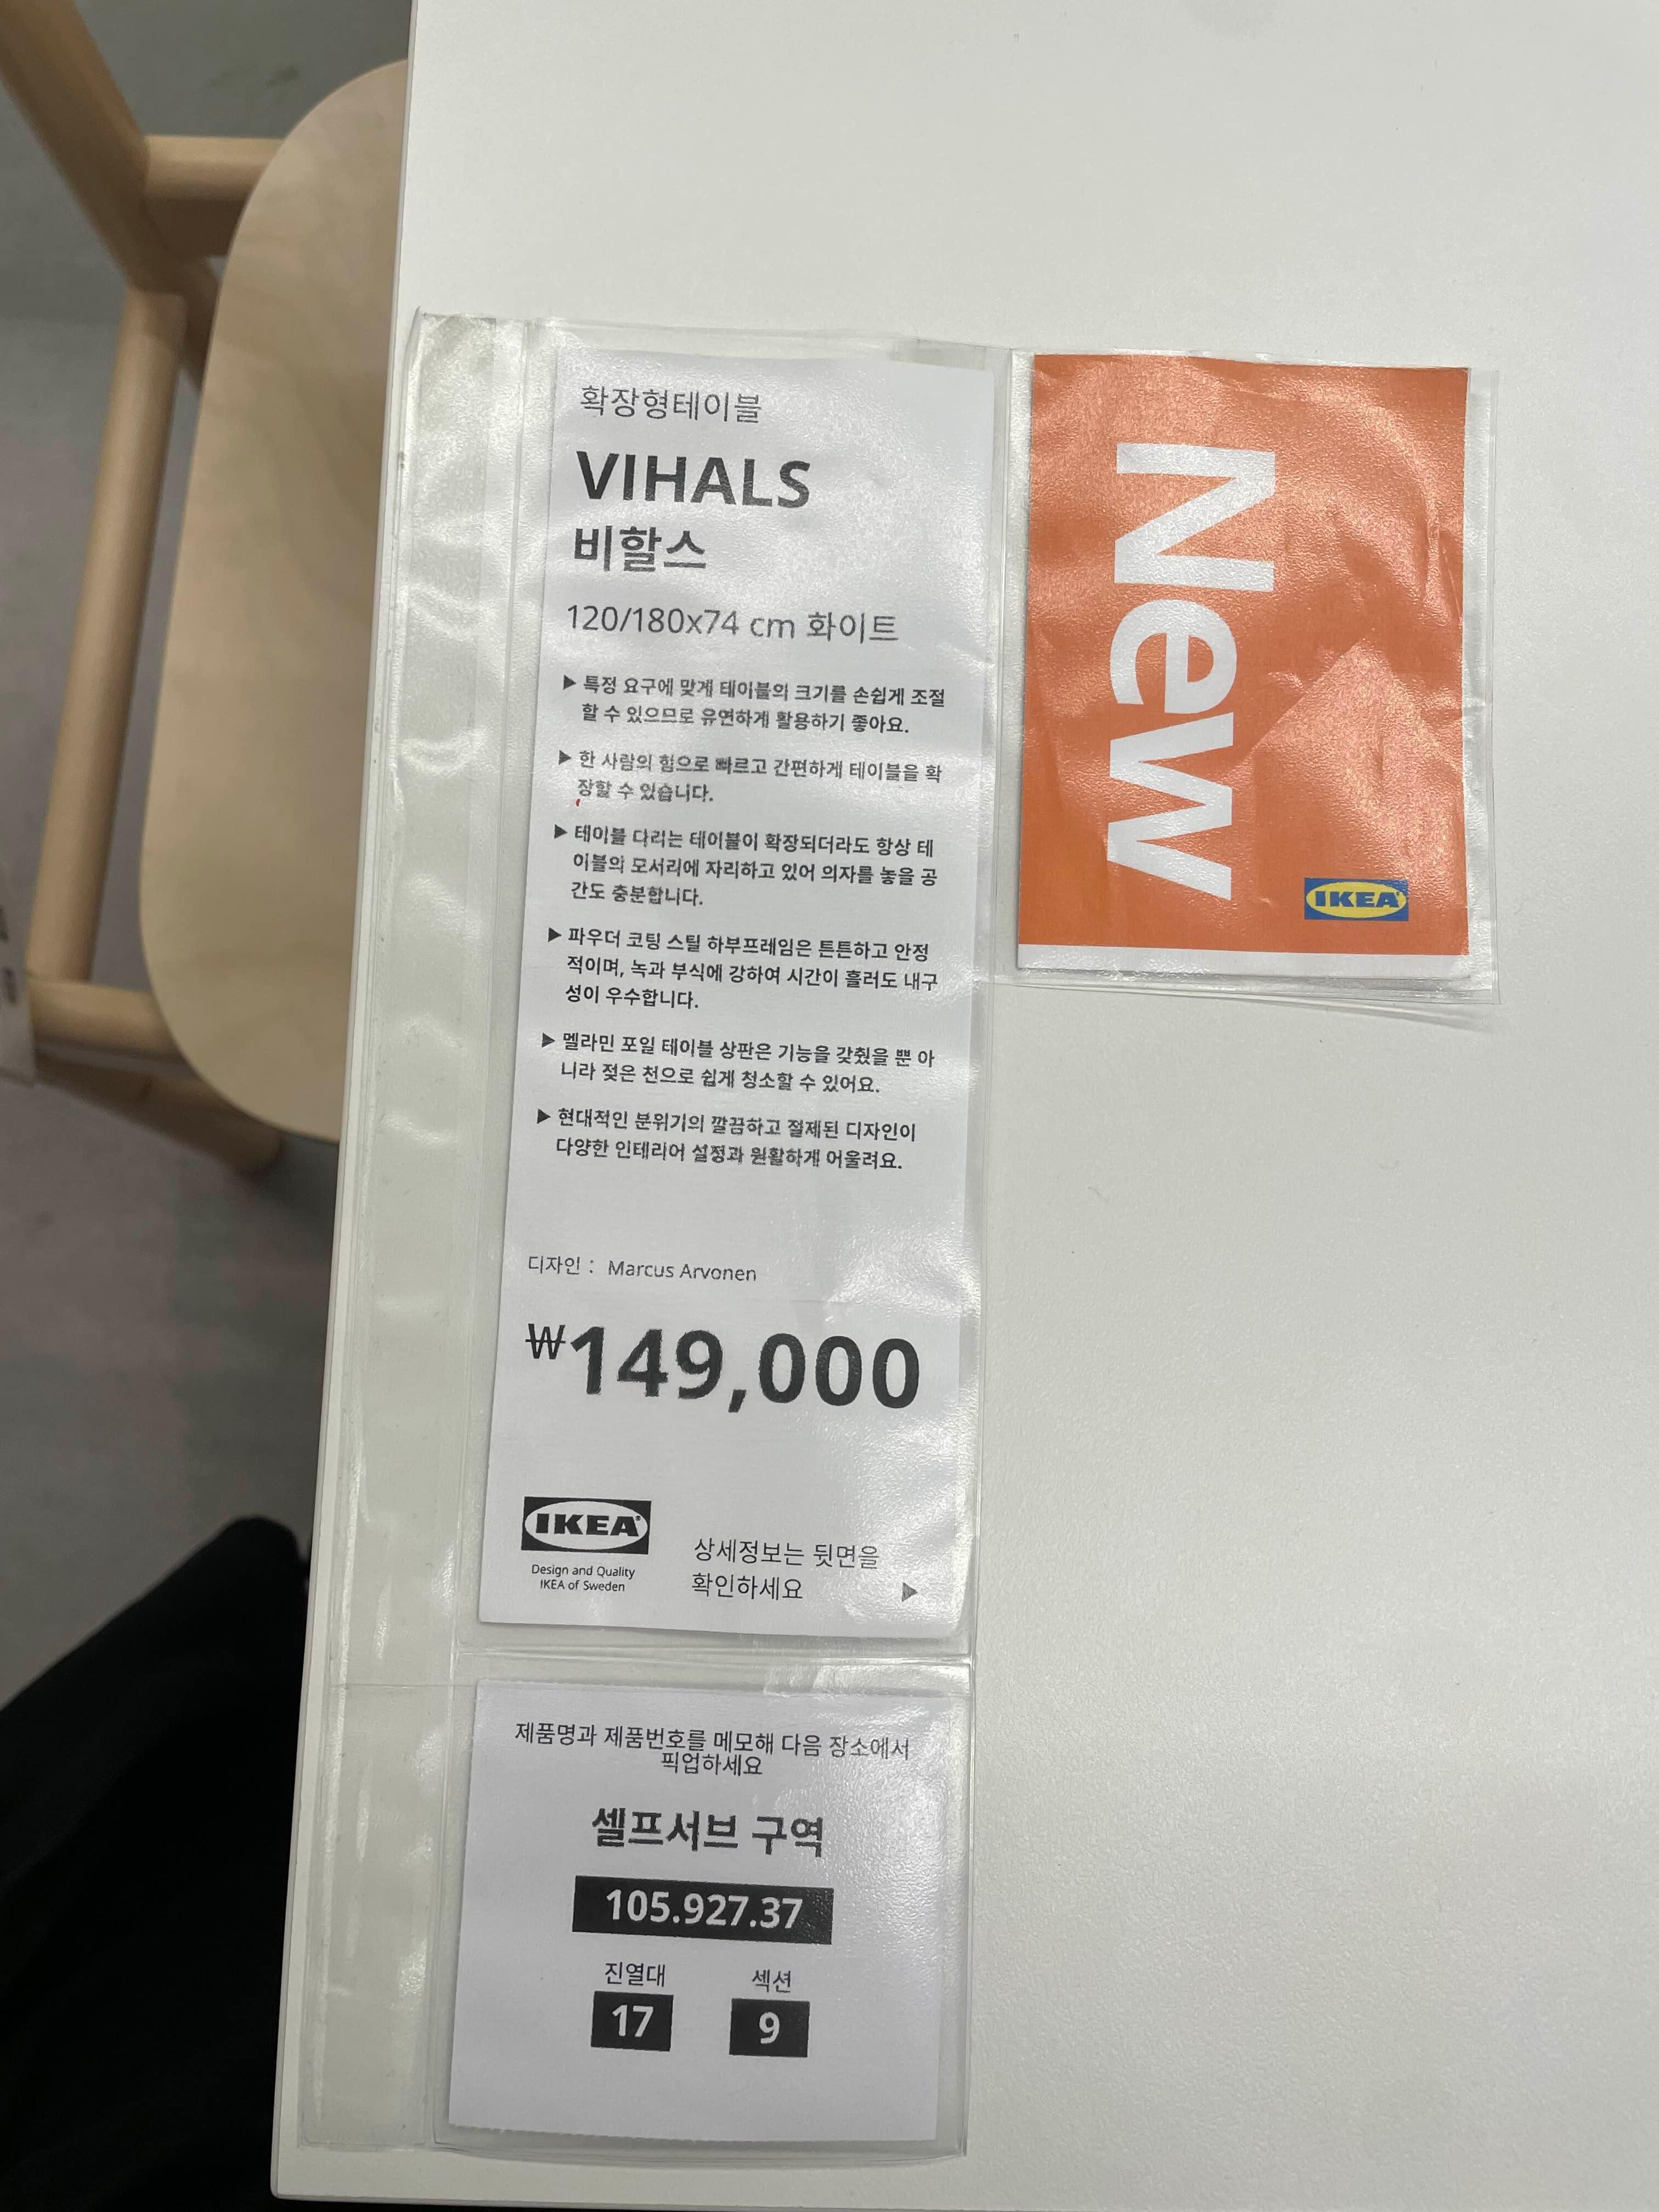 확장형테이블
VIHALS
비할스
120/180x74 cm 화이트
▶ 특정 요구에 맞게 테이블의 크기를 손쉽게 조절
할 수 있으므로 유연하게 활용하기 좋아요.
▶ 한 사람의 힘으로 빠르고 간편하게 테이블을 확
장할 수 있습니다.
▶ 테이블 다리는 테이블이 확장되더라도 항상 테
이블의 모서리에 자리하고 있어 의자를 놓을 공
간도 충분합니다.
▶ 파우더 코팅 스틸 하부프레임은 튼튼하고 안정
적이며, 녹과 부식에 강하여 시간이 흘러도 내구
성이 우수합니다.
▶ 멜라민 포일 테이블 상판은 기능을 갖췄을 뿐 아
니라 젖은 천으로 쉽게 청소할 수 있어요.
▶ 현대적인 분위기의 깔끔하고 절제된 디자인이
다양한 인테리어 설정과 원활하게 어울려요.
디자인 : Marcus Arvonen
₩149,000
IKEA
Design and Quality
IKEA of Sweden
상세정보는 뒷면을
확인하세요 ▶
제품명과 제품번호를 메모해 다음 장소에서
픽업하세요
셀프서브 구역
105.927.37
진열대 섹션
17 9
New
IKEA